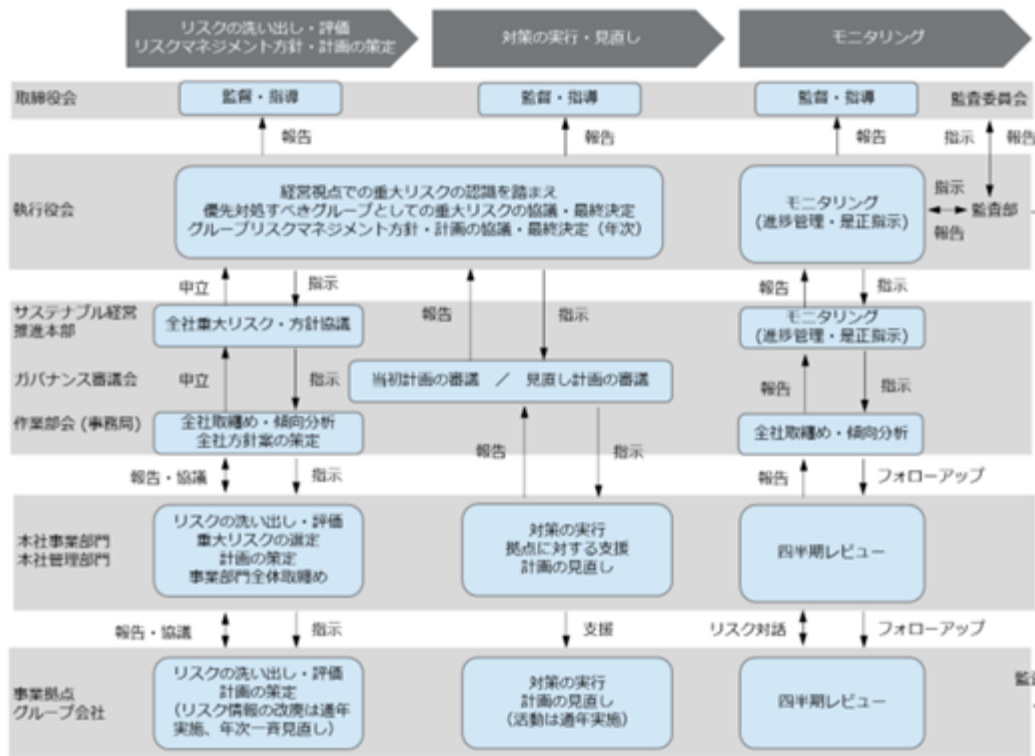 リスクの洗い出し・評価
リスクマネジメント方針・計画の策定
対策の実行・見直し
モニタリング
取締役会
監督・指導
監督・指導
監督・指導
監査委員会
報告
報告
報告
指示
報告
執行役会
経営視点での重大リスクの認識を踏まえ
優先対処すべきグループとしての重大リスクの協議・最終決定
グループリスクマネジメント方針・計画の協議・最終決定（年次）
モニタリング
(進捗管理・是正指示)
指示
報告
監査部
申立
指示
報告
指示
報告
指示
サステナブル経営
推進本部
全社重大リスク・方針協議
モニタリング
(進捗管理・是正指示)
ガバナンス審議会
申立
指示
当初計画の審議　／　見直し計画の審議
報告
指示
作業部会 (事務局)
全社取纏め・傾向分析
全社方針案の策定
全社取纏め・傾向分析
報告・協議
指示
報告
指示
報告
フォローアップ
本社事業部門
本社管理部門
リスクの洗い出し・評価
重大リスクの選定
計画の策定
事業部門全体取纏め
対策の実行
拠点に対する支援
計画の見直し
四半期レビュー
報告・協議
指示
支援
リスク対話
フォローアップ
事業拠点
グループ会社
リスクの洗い出し・評価
計画の策定
（リスク情報の改廃は通年
実施、年次一斉見直し）
対策の実行
計画の見直し
（活動は通年実施）
四半期レビュー